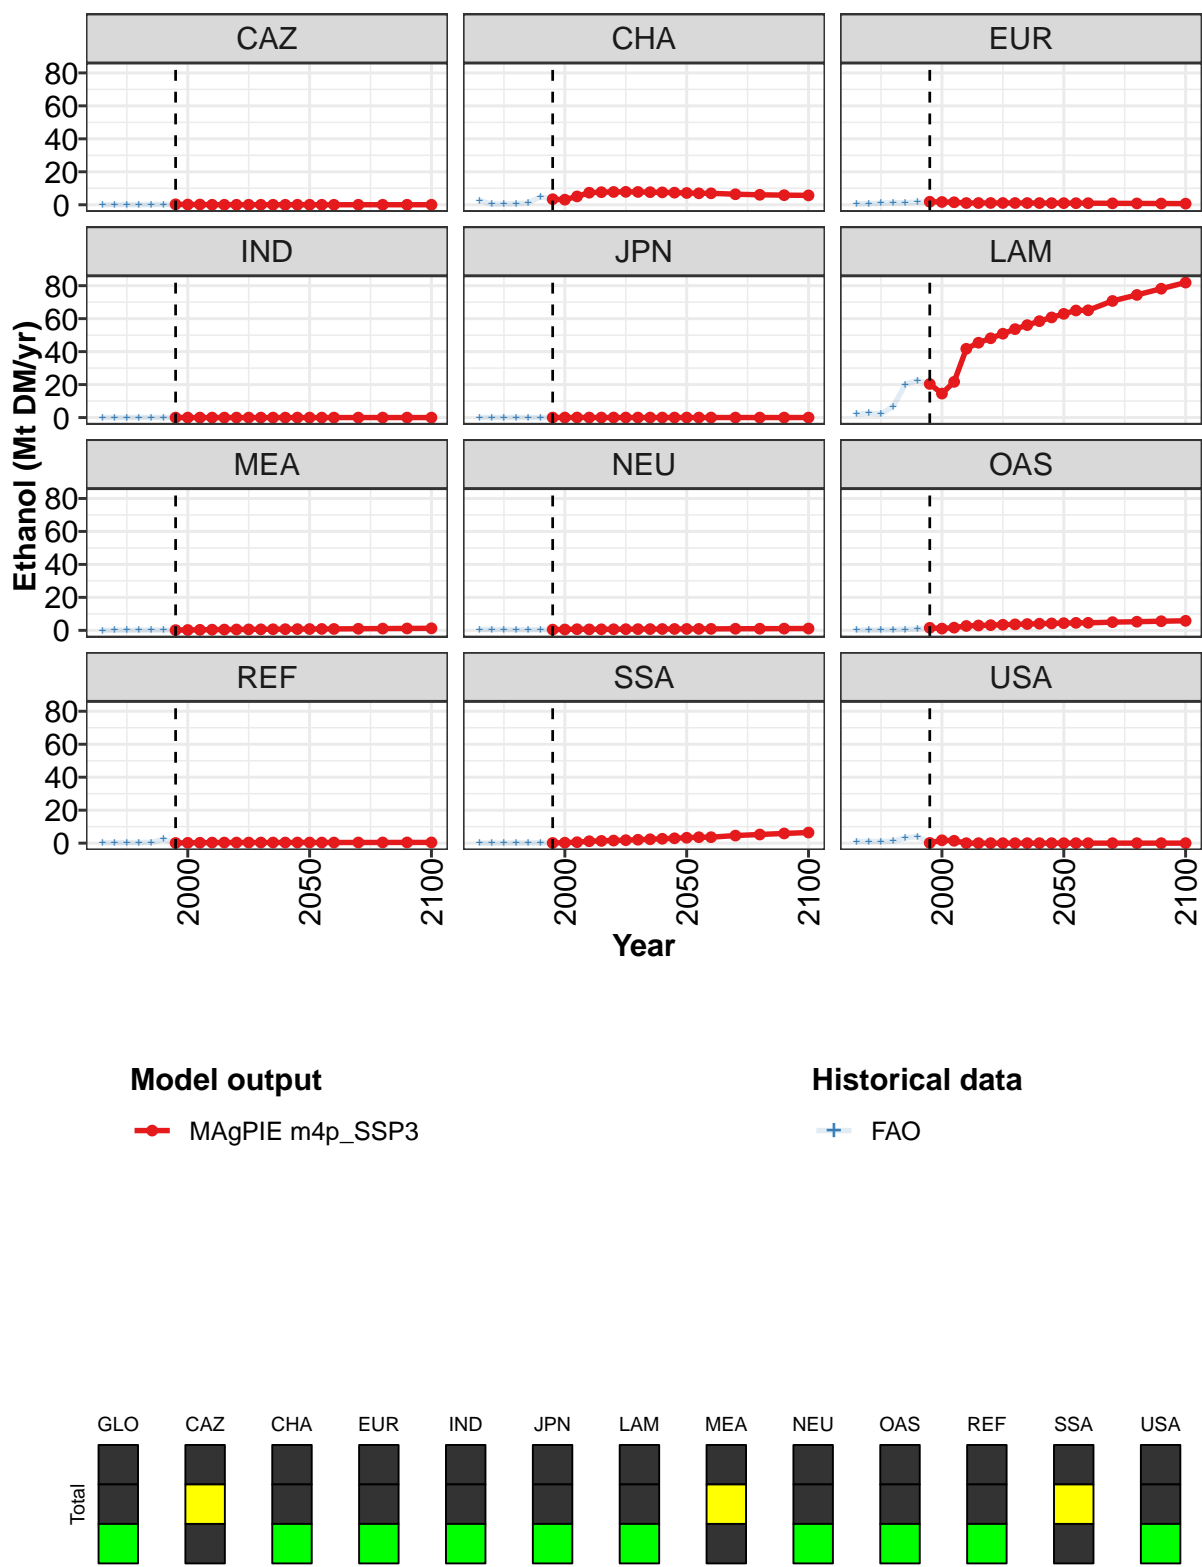 CAZ CHA EUR
80
60
40
20
0
IND JPN LAM
80
60
40
20
0
Ethanol (Mt DM/yr)
MEA NEU OAS
80
60
40
20
0
REF SSA USA
80
60
40
20
0
2000 2050 2100 2000 2050 2100 2000 2050 2100
Year
Model output Historical data
MAgPIE m4p_SSP3 FAO
GLO CAZ CHA EUR IND JPN LAM MEA NEU OAS REF SSA USA
Total